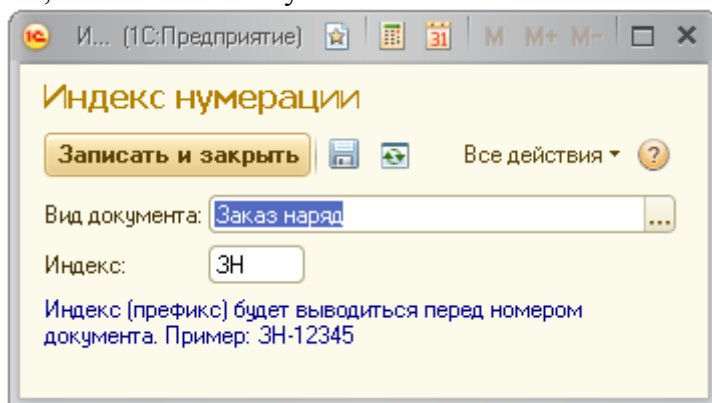 И... (1С:Предприятие) 31 M M+ M-
Индекс нумерации
Записать и закрыть Все действия ?
Вид документа: Заказ наряд ...
Индекс: ЗН
Индекс (префикс) будет выводиться перед номером
документа. Пример: ЗН-12345